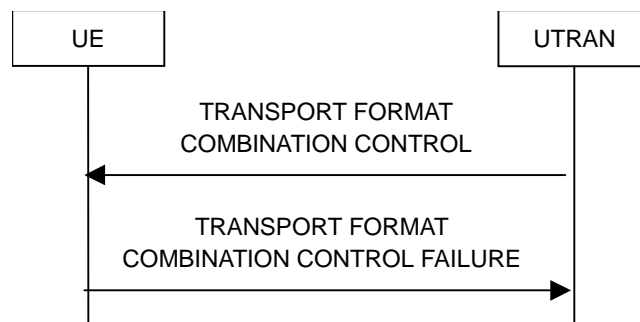 UE
UTRAN
TRANSPORT FORMAT
COMBINATION CONTROL
TRANSPORT FORMAT
COMBINATION CONTROL FAILURE